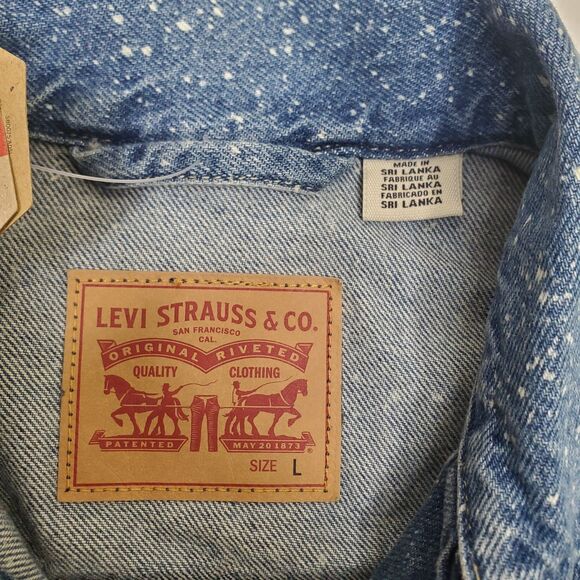 MADE IN
SRI LANKA
FABRIQUE AU
SRI LANKA
FABRICADO EN
SRI LANKA
LEVI STRAUSS & CO.
SAN FRANCISCO
CAL.
ORIGINAL RIVETED
QUALITY CLOTHING
PATENTED MAY 20 1873
®
SIZE L